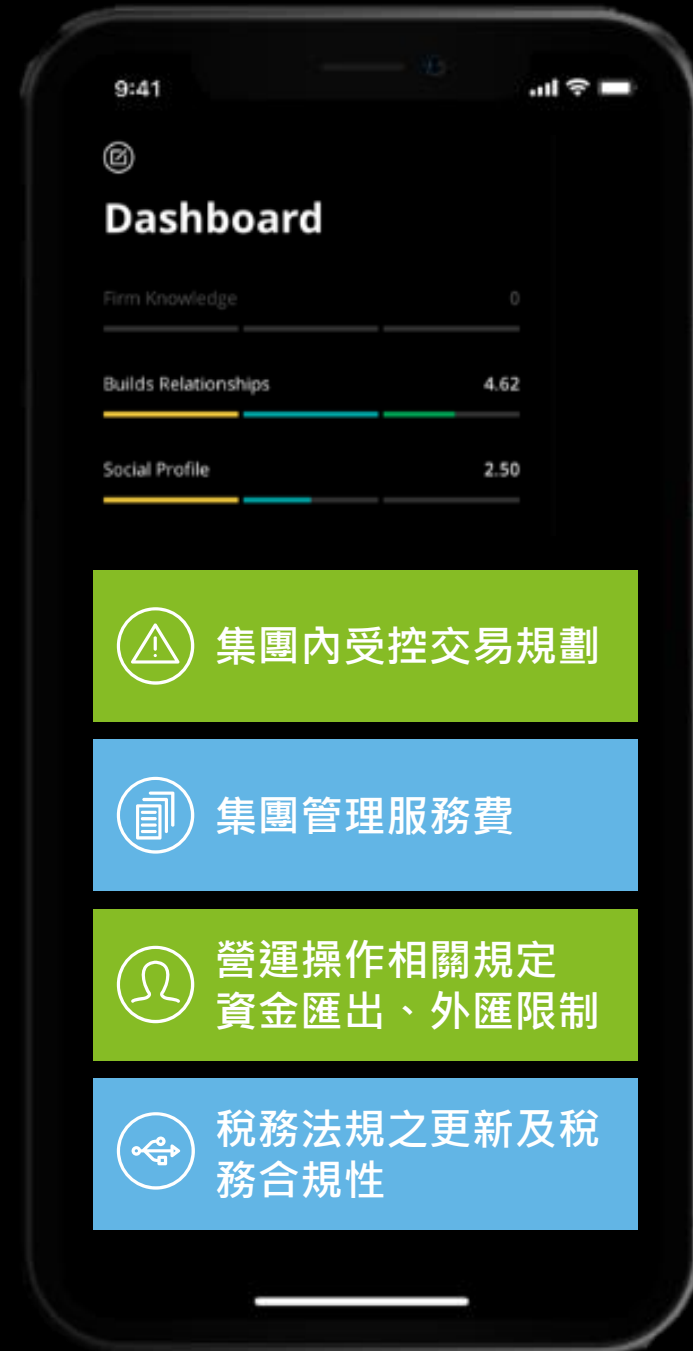 9:41
Dashboard
Firm Knowledge 0
Builds Relationships 4.62
Social Profile 2.50
集團內受控交易規劃
集團管理服務費
營運操作相關規定
資金匯出、外匯限制
稅務法規之更新及稅
務合規性